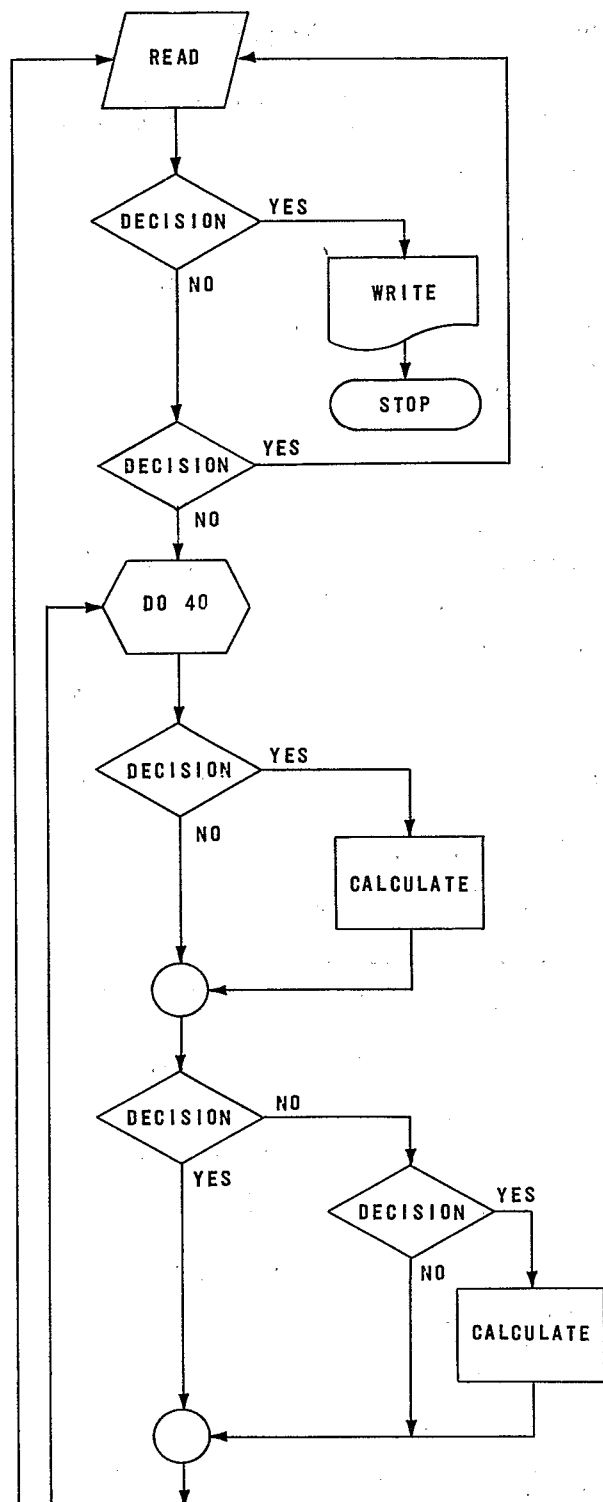 READ
DECISION
YES
NO
WRITE
STOP
DECISION
YES
NO
DO 40
DECISION
YES
NO
CALCULATE
DECISION
NO
YES
DECISION
YES
NO
CALCULATE